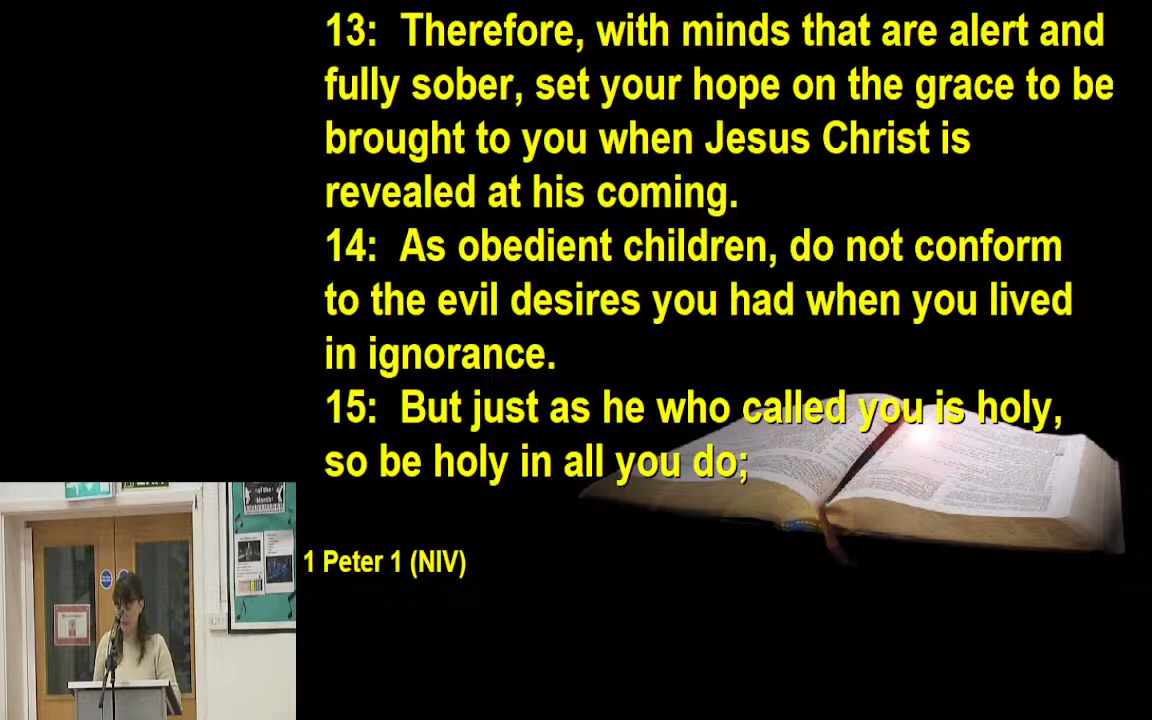 13: Therefore, with minds that are alert and
fully sober, set your hope on the grace to be
brought to you when Jesus Christ is
revealed at his coming.
14: As obedient children, do not conform
to the evil desires you had when you lived
in ignorance.
15: But just as he who called you is holy,
so be holy in all you do;
1 Peter 1 (NIV)
of the
Month